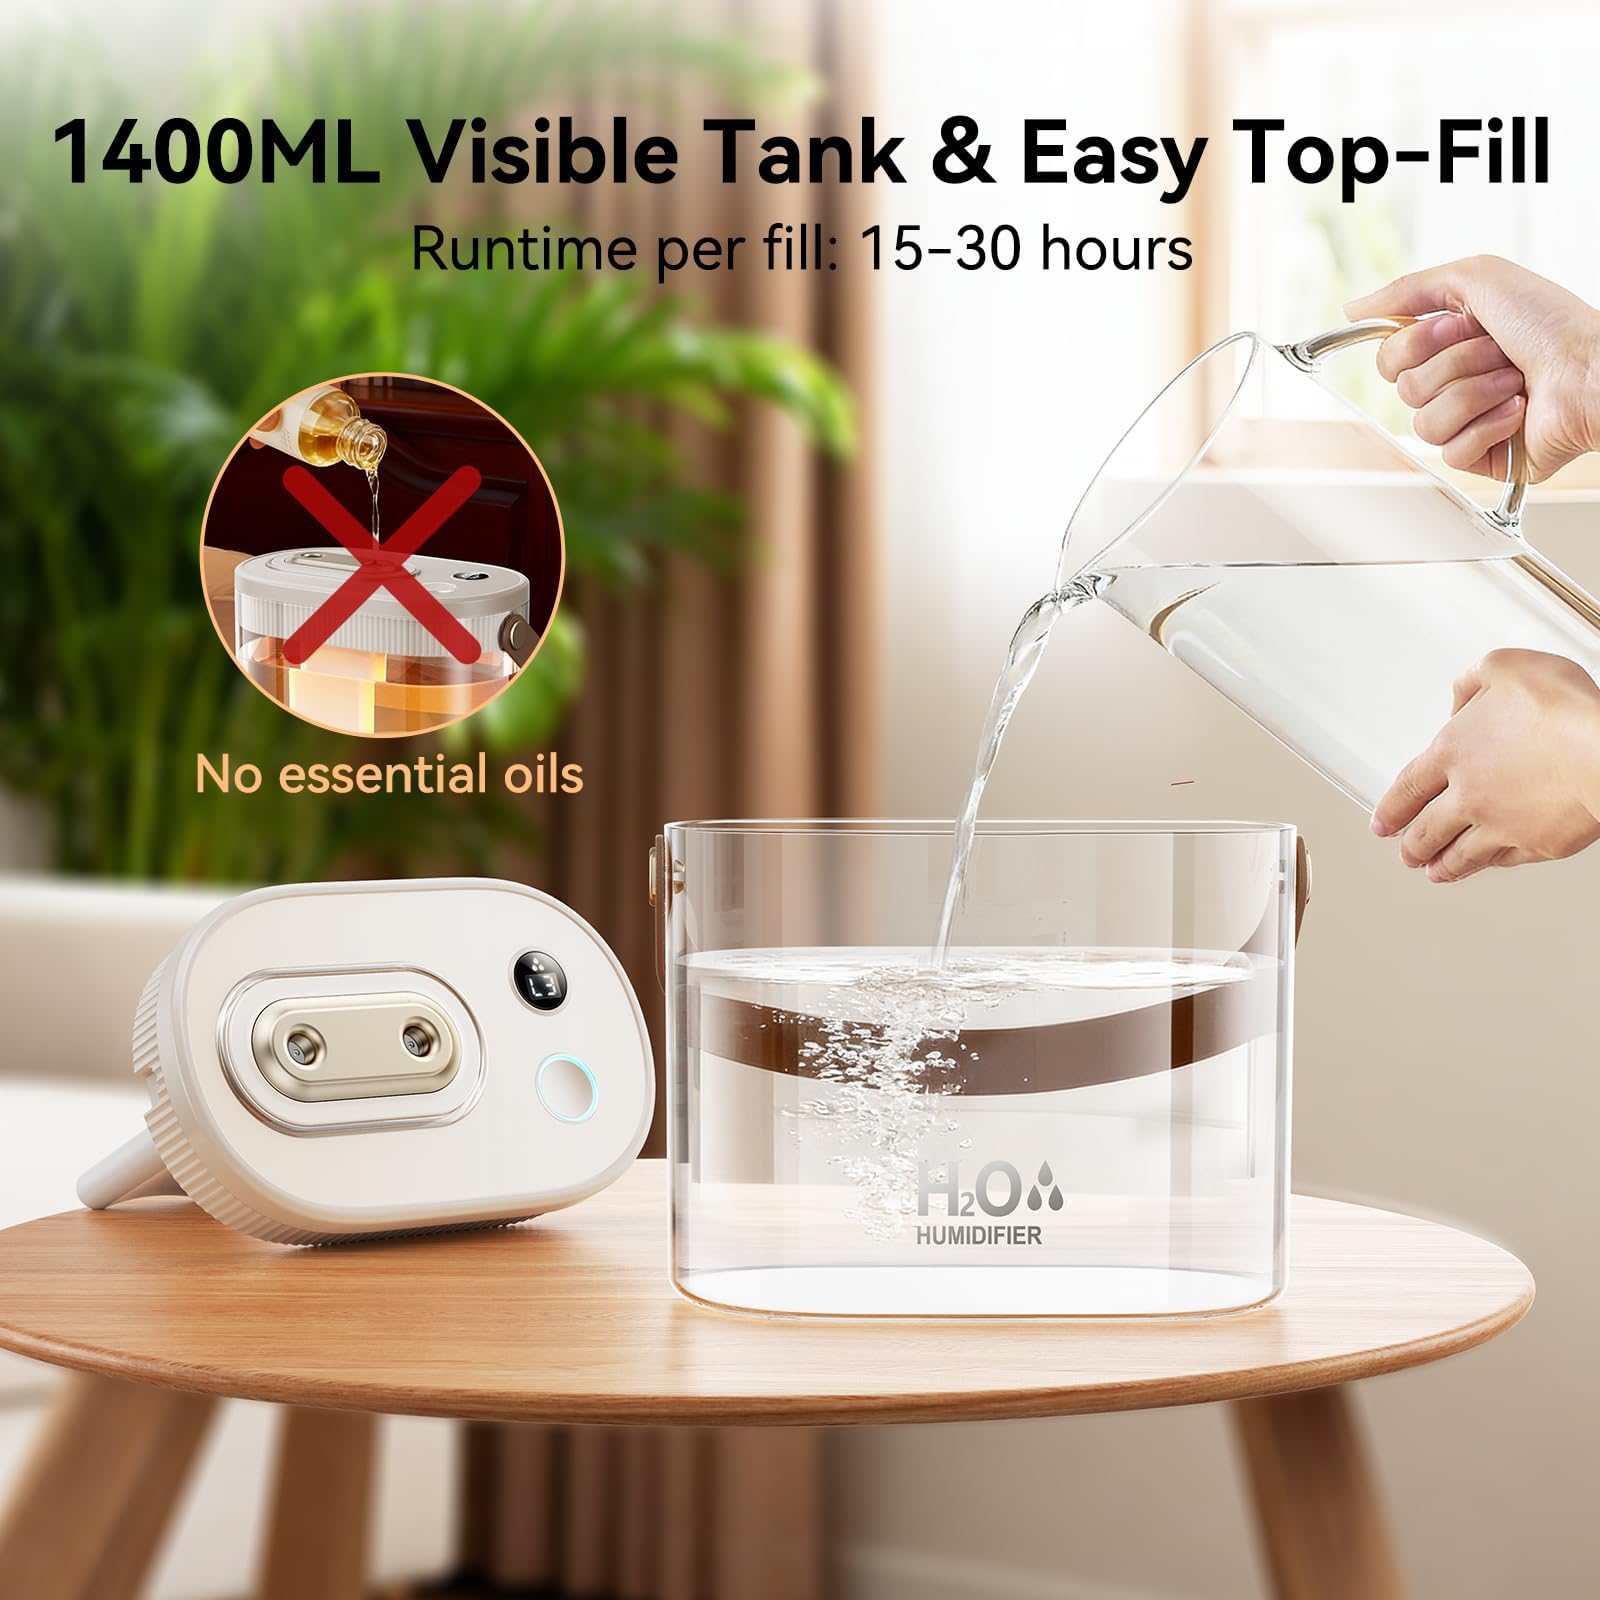 1400ML Visible Tank & Easy Top-Fill
Runtime per fill: 15-30 hours
No essential oils
H₂O
HUMIDIFIER